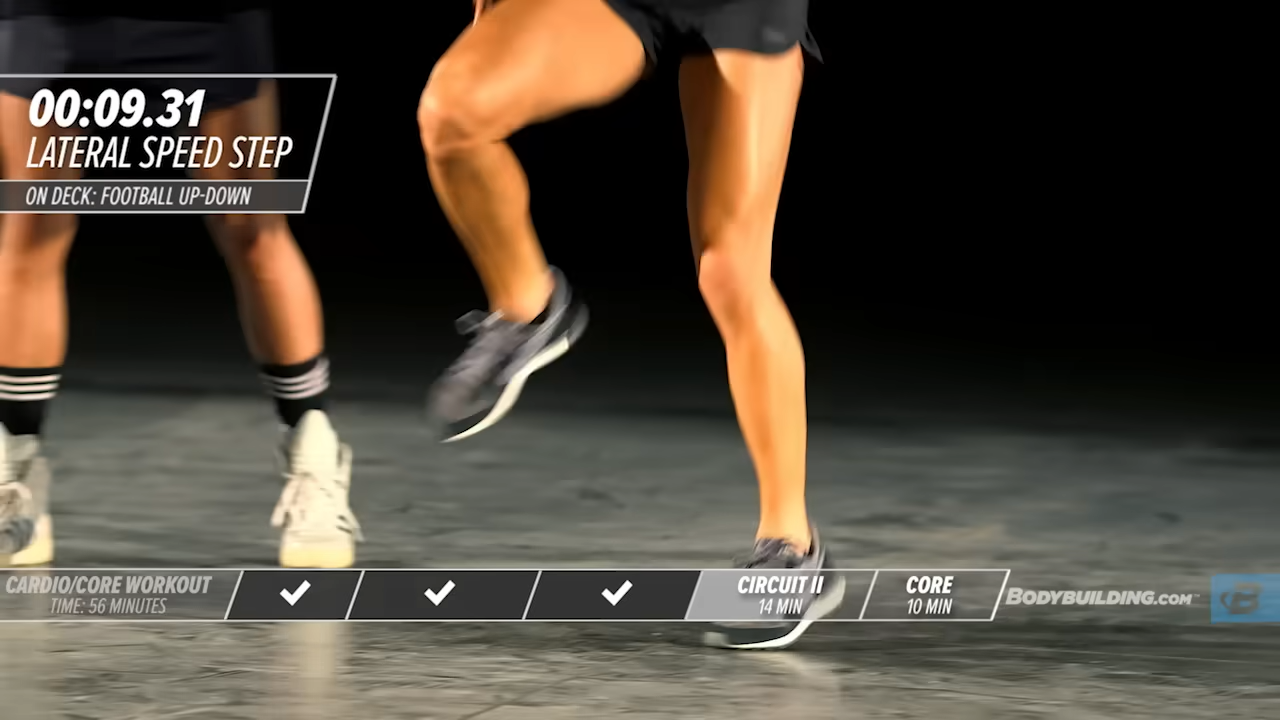 00:09.31
LATERAL SPEED STEP
ON DECK: FOOTBALL UP-DOWN
CARDIO/CORE WORKOUT
TIME: 56 MINUTES
CIRCUIT II
14 MIN
CORE
10 MIN
BODYBUILDING.COM™
B